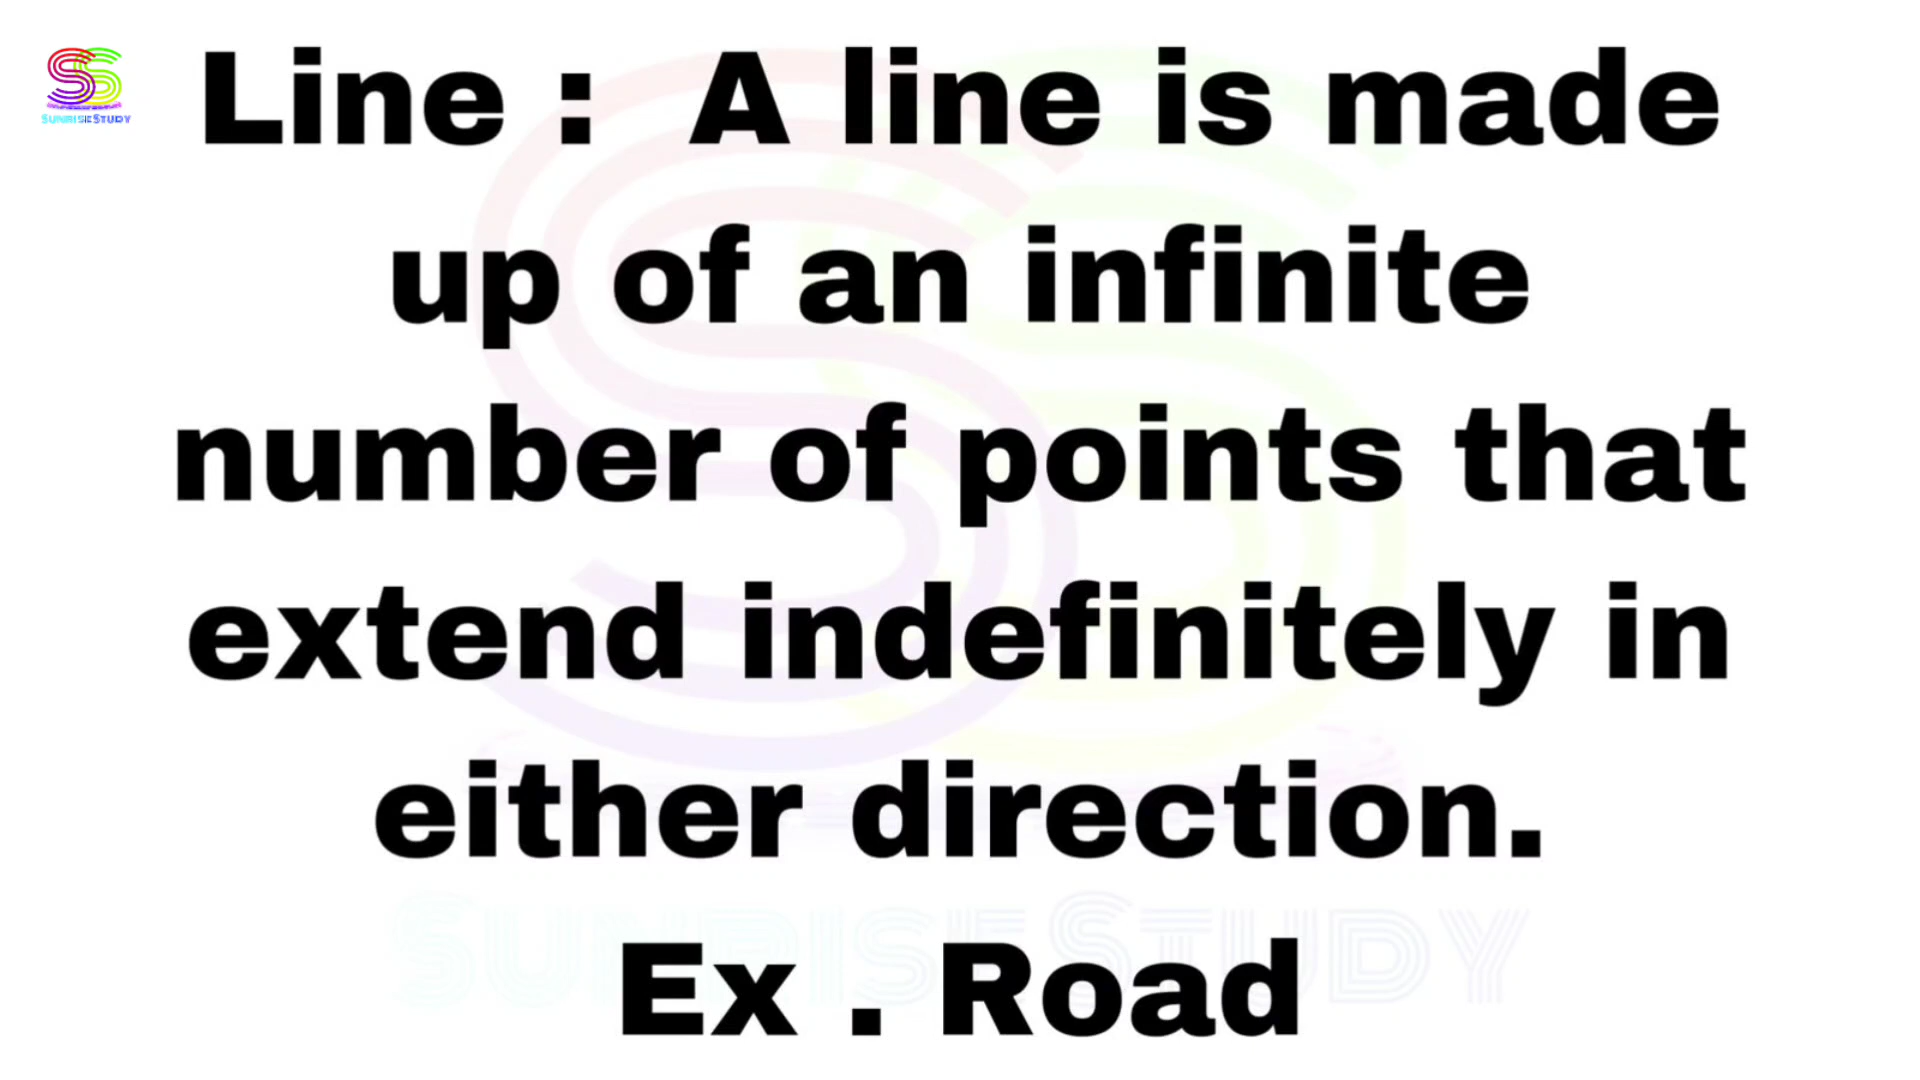 SUNRISESTUDY
Line : A line is made
up of an infinite
number of points that
extend indefinitely in
either direction.
SUNRISESTUDY
Ex . Road